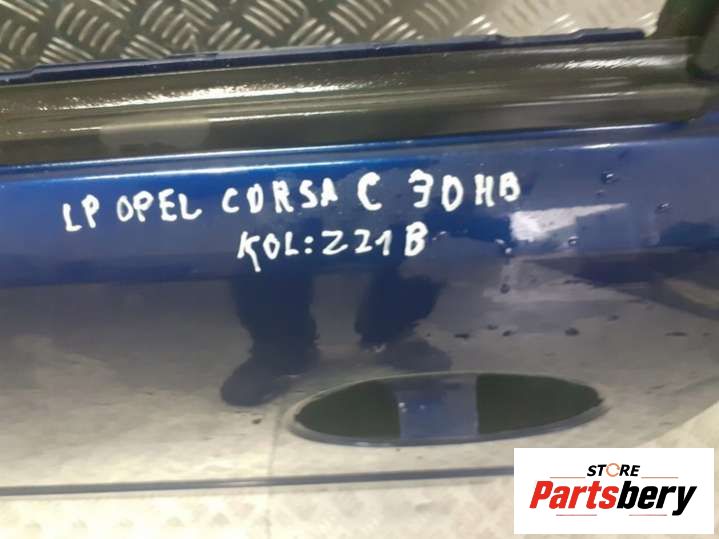 LP OPEL CORSA C 3D HB
KOL: Z21B
STORE
Partsbery